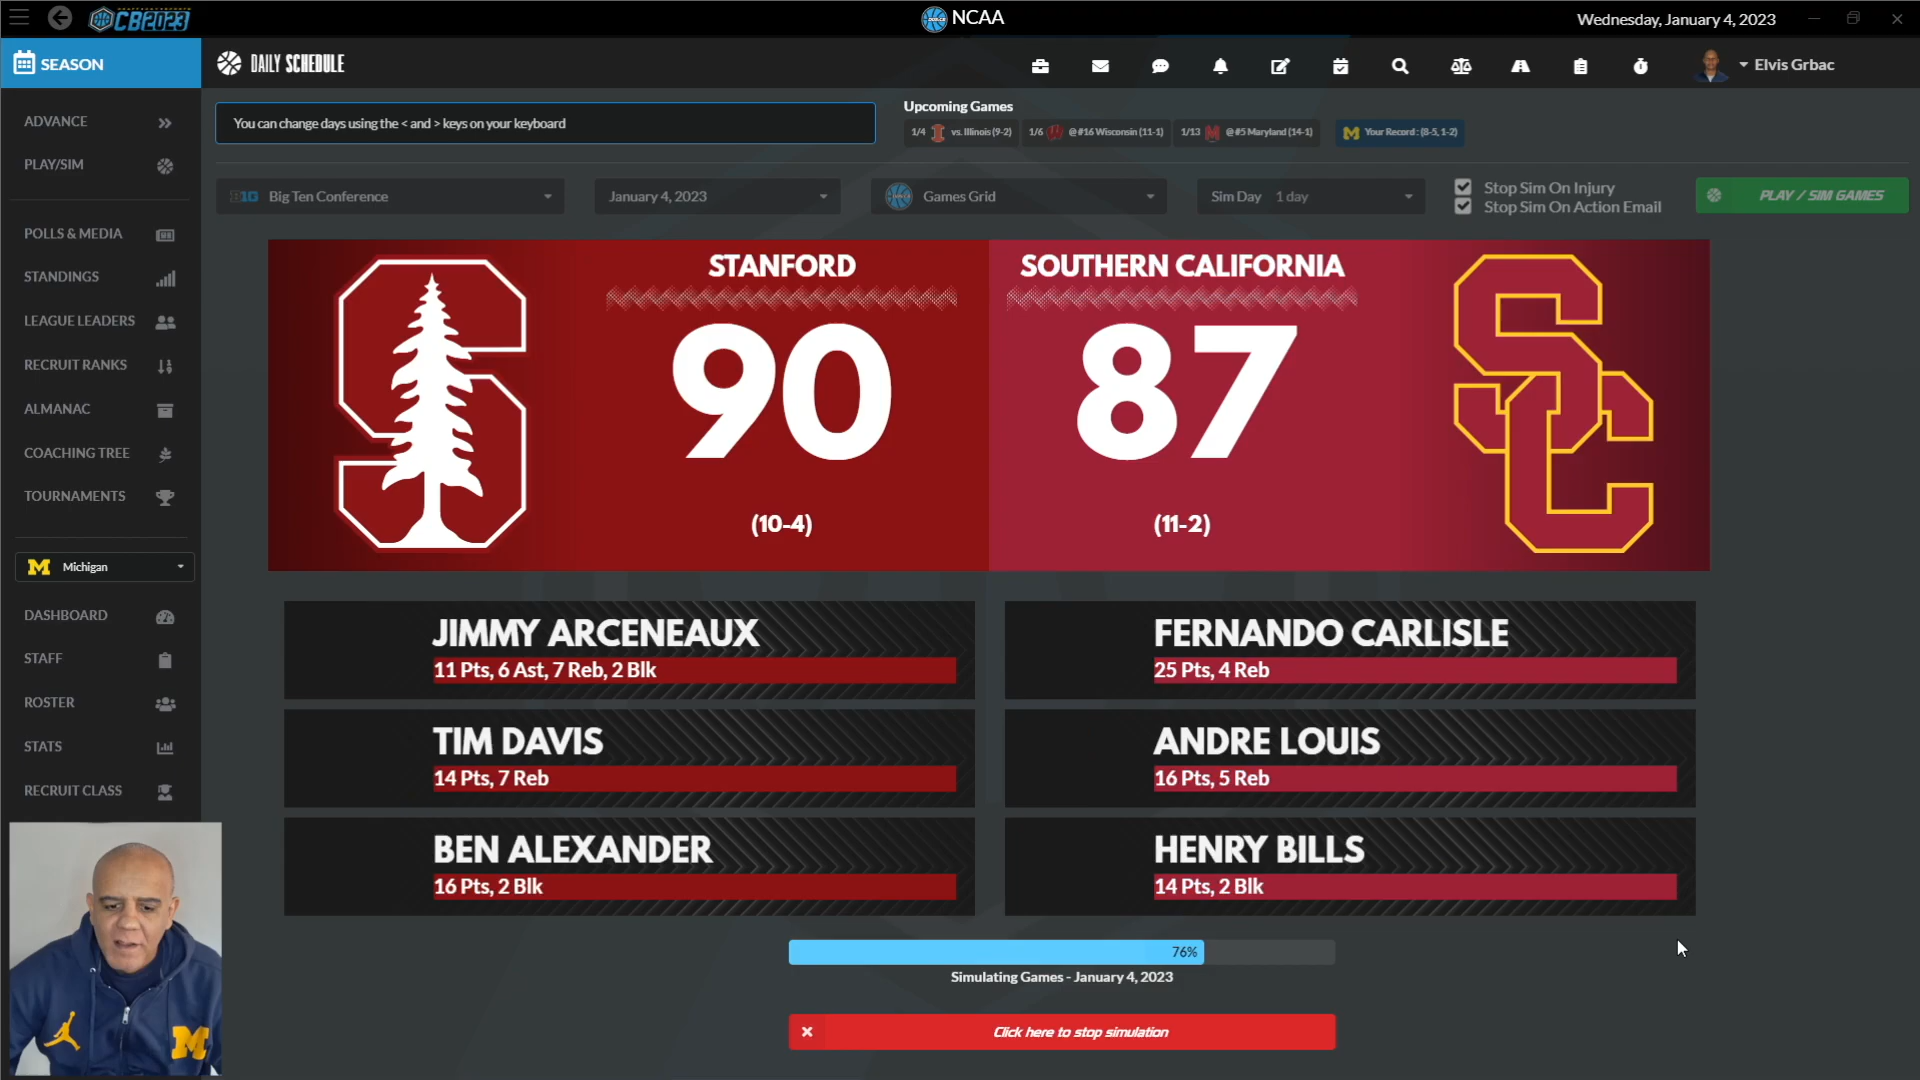 CB2023
NCAA
Wednesday, January 4, 2023
SEASON
DAILY SCHEDULE
Elvis Grbac
ADVANCE
PLAY/SIM
POLLS & MEDIA
STANDINGS
LEAGUE LEADERS
RECRUIT RANKS
ALMANAC
COACHING TREE
TOURNAMENTS
Michigan
DASHBOARD
STAFF
ROSTER
STATS
RECRUIT CLASS
You can change days using the < and > keys on your keyboard
Upcoming Games
1/4 vs. Illinois (9-2)
1/6 @ #16 Wisconsin (11-1)
1/13 @ #5 Maryland (14-1)
Your Record : (8-5, 1-2)
Big Ten Conference
January 4, 2023
Games Grid
Sim Day 1 day
Stop Sim On Injury
Stop Sim On Action Email
PLAY / SIM GAMES
STANFORD
90
(10-4)
SOUTHERN CALIFORNIA
87
(11-2)
JIMMY ARCENEAUX
11 Pts, 6 Ast, 7 Reb, 2 Blk
FERNANDO CARLISLE
25 Pts, 4 Reb
TIM DAVIS
14 Pts, 7 Reb
ANDRE LOUIS
16 Pts, 5 Reb
BEN ALEXANDER
16 Pts, 2 Blk
HENRY BILLS
14 Pts, 2 Blk
76%
Simulating Games - January 4, 2023
Click here to stop simulation